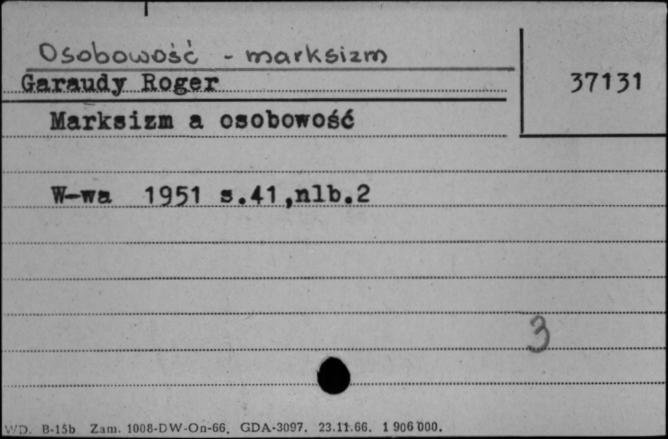 Osobowość - marksizm
Garaudy Roger
37131
Marksizm a osobowość
W-wa 1951 s.41,nlb.2
3
WD. B-15b. Zam. 1008-DW-On-66. GDA-3097. 23.11.66. 1 906 000.